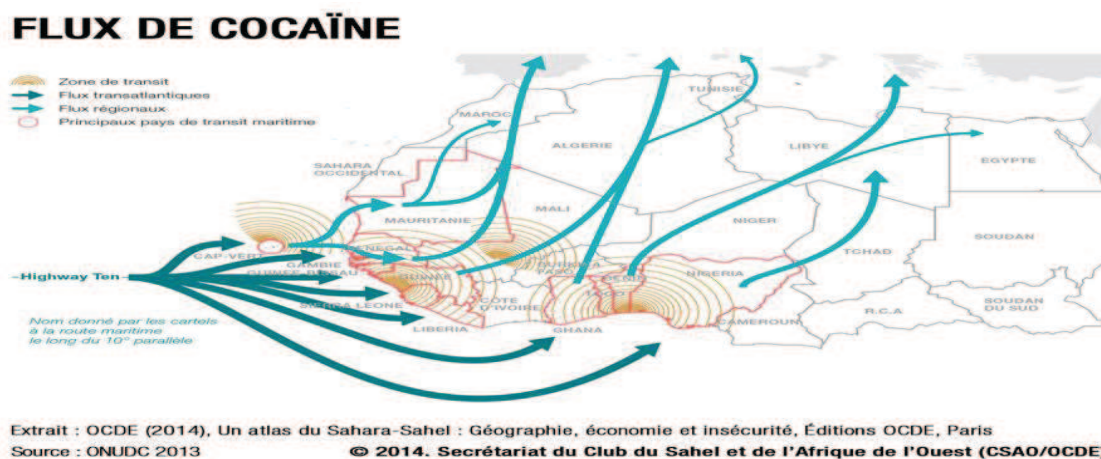 FLUX DE COCAÏNE
Zone de transit
Flux transatlantiques
Flux régionaux
Principaux pays de transit maritime
TUNISIE
MAROC
ALGERIE
LIBYE
EGYPTE
SAHARA
OCCIDENTAL
MAURITANIE
MALI
NIGER
TCHAD
SOUDAN
CAP-VERT
SENEGAL
GAMBIE
GUINEE-BISSAU
GUINEE
SIERRA LEONE
LIBERIA
CÔTE
D'IVOIRE
BURKINA
FASO
GHANA
TOGO
BENIN
NIGERIA
CAMEROUN
R.C.A
SOUDAN
DU SUD
Highway Ten
Nom donné par les cartels
à la route maritime
le long du 10° parallèle
Extrait : OCDE (2014), Un atlas du Sahara-Sahel : Géographie, économie et insécurité, Éditions OCDE, Paris
Source : ONUDC 2013
© 2014. Secrétariat du Club du Sahel et de l'Afrique de l'Ouest (CSAO/OCDE)